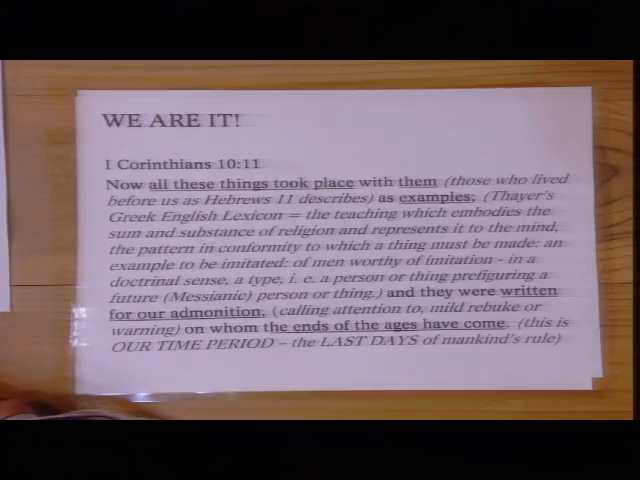 WE ARE IT!
I Corinthians 10:11
Now all these things took place with them (those who lived
before us as Hebrews 11 describes) as examples; (Thayer's
Greek English Lexicon = the teaching which embodies the
sum and substance of religion and represents it to the mind,
the pattern in conformity to which a thing must be made: an
example to be imitated: of men worthy of imitation - in a
doctrinal sense, a type, i. e. a person or thing prefiguring a
future (Messianic) person or thing.) and they were written
for our admonition, (calling attention to, mild rebuke or
warning) on whom the ends of the ages have come. (this is
OUR TIME PERIOD – the LAST DAYS of mankind's rule)